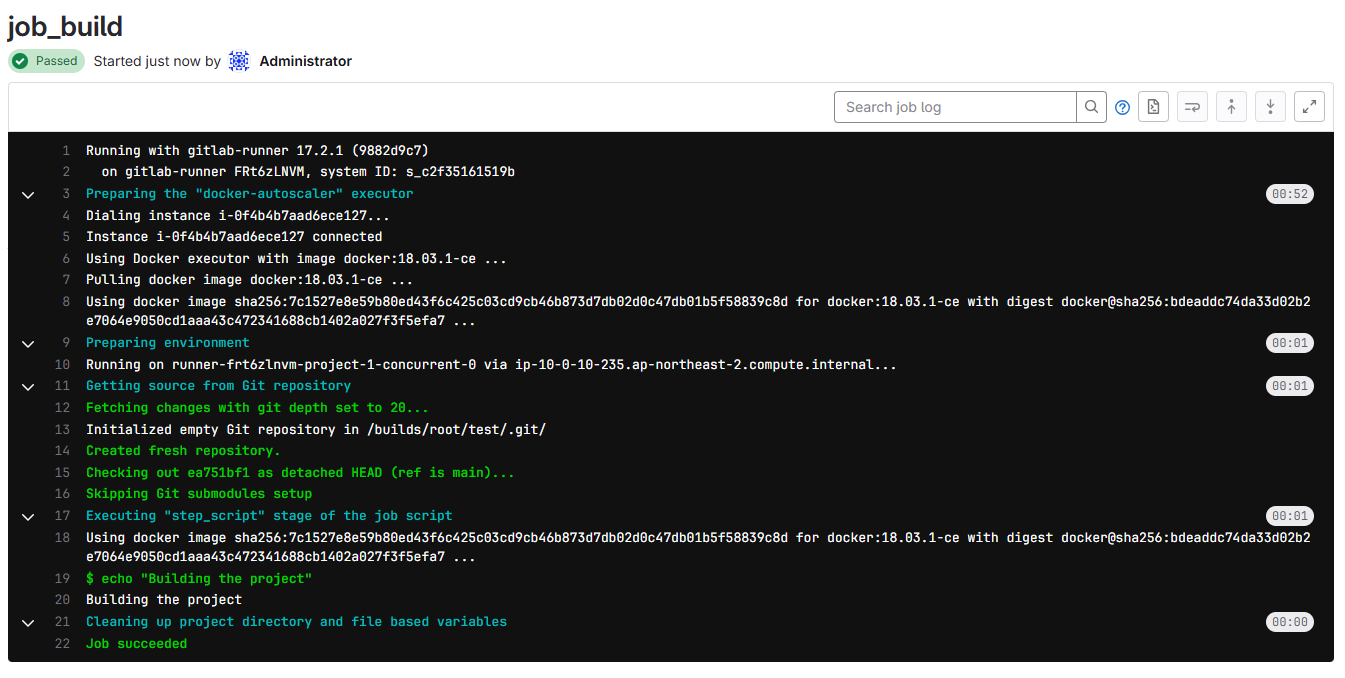 job_build
Passed Started just now by Administrator
Search job log
1 Running with gitlab-runner 17.2.1 (9882d9c7)
2 on gitlab-runner FRt6zLNVM, system ID: s_c2f35161519b
3 Preparing the "docker-autoscaler" executor 00:52
4 Dialing instance i-0f4b4b7aad6ece127...
5 Instance i-0f4b4b7aad6ece127 connected
6 Using Docker executor with image docker:18.03.1-ce ...
7 Pulling docker image docker:18.03.1-ce ...
8 Using docker image sha256:7c1527e8e59b80ed43f6c425c03cd9cb46b873d7db02d0c47db01b5f58839c8d for docker:18.03.1-ce with digest docker@sha256:bdeaddc74da33d02b2
e7064e9050cd1aaa43c472341688cb1402a027f3f5efa7 ...
9 Preparing environment 00:01
10 Running on runner-frt6zlnvm-project-1-concurrent-0 via ip-10-0-10-235.ap-northeast-2.compute.internal...
11 Getting source from Git repository 00:01
12 Fetching changes with git depth set to 20...
13 Initialized empty Git repository in /builds/root/test/.git/
14 Created fresh repository.
15 Checking out ea751bf1 as detached HEAD (ref is main)...
16 Skipping Git submodules setup
17 Executing "step_script" stage of the job script 00:01
18 Using docker image sha256:7c1527e8e59b80ed43f6c425c03cd9cb46b873d7db02d0c47db01b5f58839c8d for docker:18.03.1-ce with digest docker@sha256:bdeaddc74da33d02b2
e7064e9050cd1aaa43c472341688cb1402a027f3f5efa7 ...
19 $ echo "Building the project"
20 Building the project
21 Cleaning up project directory and file based variables 00:00
22 Job succeeded